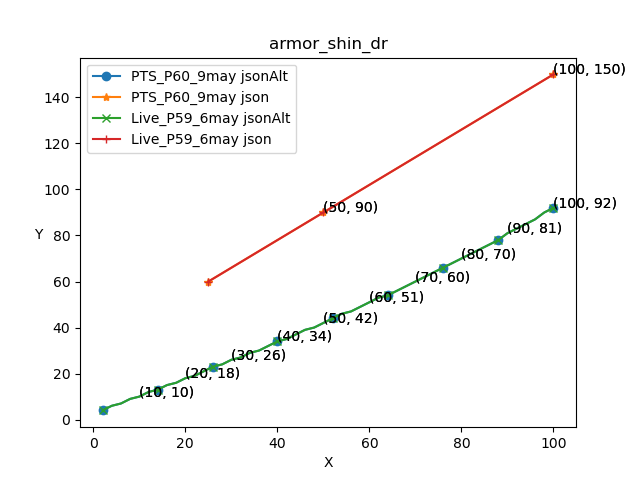 armor_shin_dr
PTS_P60_9may jsonAlt
PTS_P60_9may json
Live_P59_6may jsonAlt
Live_P59_6may json
(100, 150)
(50, 90)
(100, 92)
(90, 81)
(80, 70)
(70, 60)
(60, 51)
(50, 42)
(40, 34)
(30, 26)
(20, 18)
(10, 10)
140
120
100
80
60
40
20
0
Y
0 20 40 60 80 100
X